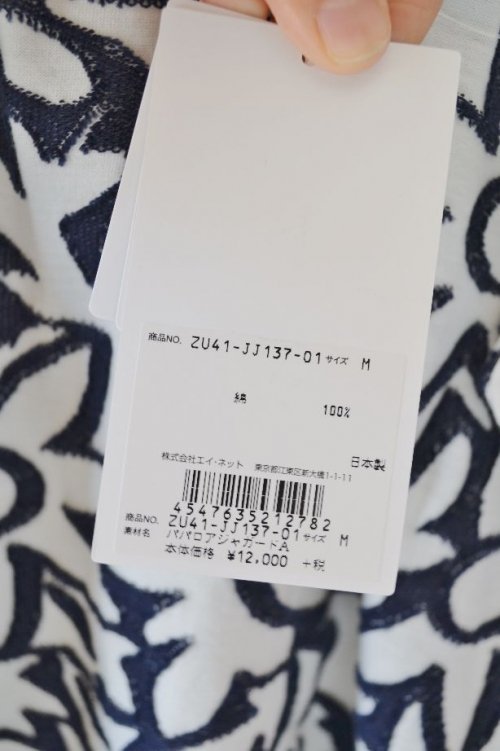 商品NO. ZU41-JJ137-01 サイズ M
綿 100%
日本製
株式会社エイ・ネット 東京都江東区新大橋1-1-11
4547635212782
商品NO. ZU41-JJ137-01 サイズ M
素材名 パパロアジャガードA
本体価格 ¥12,000 +税